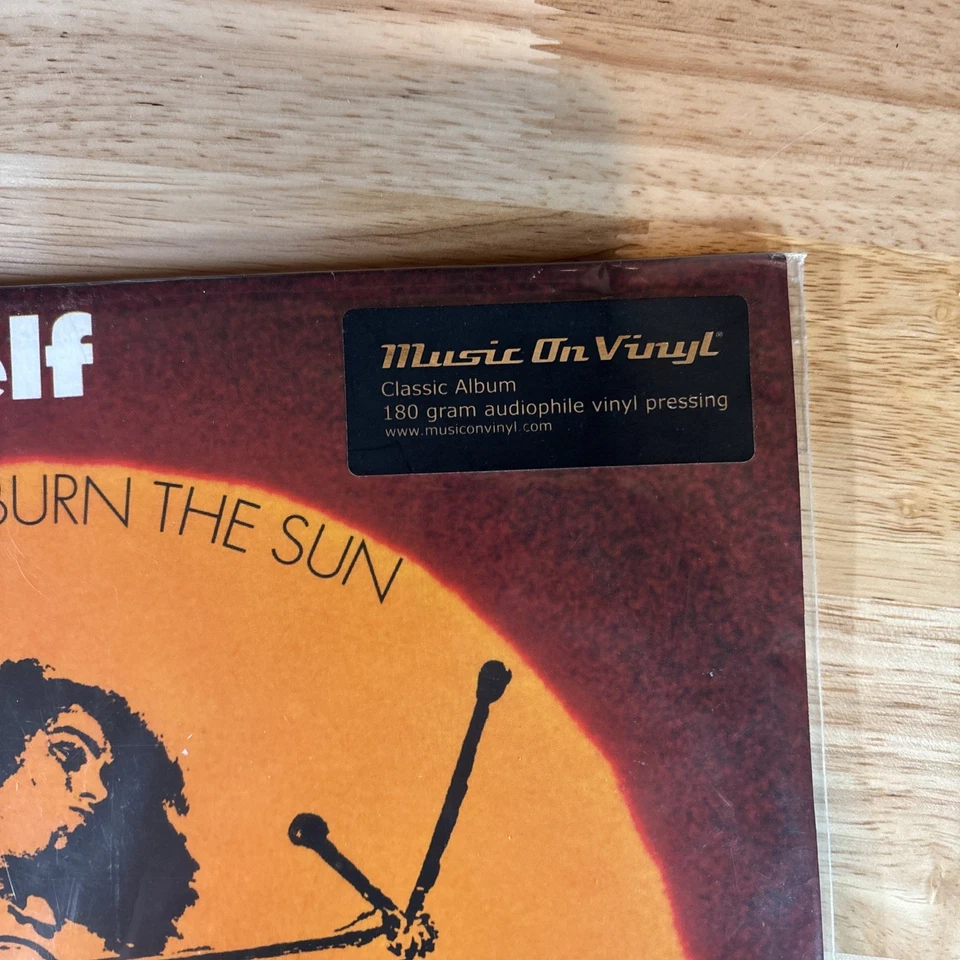 elf
Music On Vinyl®
Classic Album
180 gram audiophile vinyl pressing
www.musiconvinyl.com
BURN THE SUN